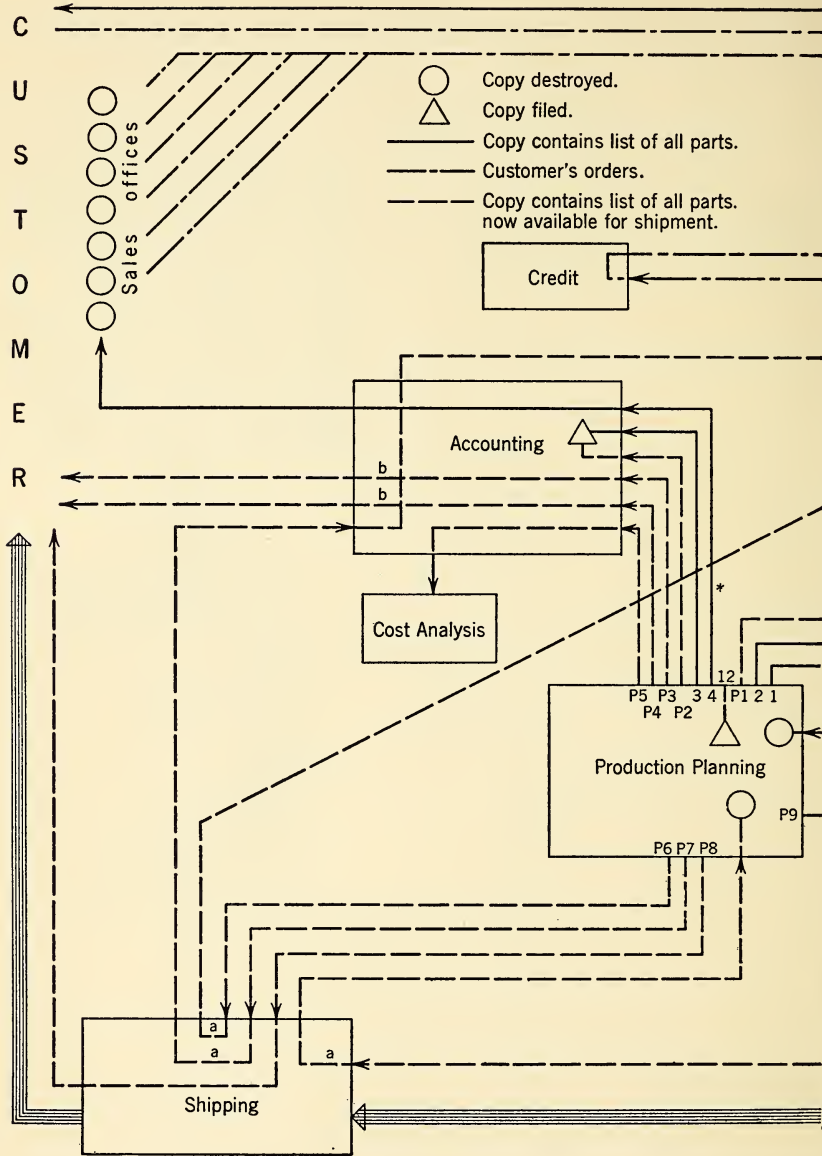 CUSTOMER
Sales offices
Copy destroyed.
Copy filed.
Copy contains list of all parts.
Customer's orders.
Copy contains list of all parts.
now available for shipment.
Credit
Accounting
b
b
Cost Analysis
*
12
P5 P3 3 4 P1 2 1
P4 P2
Production Planning
P9
P6 P7 P8
a
a
a
Shipping